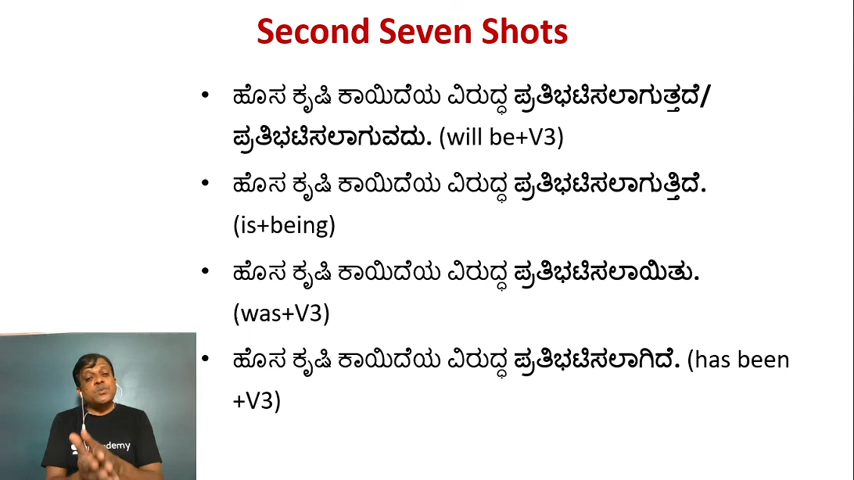 Second Seven Shots
• ಹೊಸ ಕೃಷಿ ಕಾಯಿದೆಯ ವಿರುದ್ಧ ಪ್ರತಿಭಟಿಸಲಾಗುತ್ತದೆ/
ಪ್ರತಿಭಟಿಸಲಾಗುವದು. (will be+V3)
• ಹೊಸ ಕೃಷಿ ಕಾಯಿದೆಯ ವಿರುದ್ಧ ಪ್ರತಿಭಟಿಸಲಾಗುತ್ತಿದೆ.
(is+being)
• ಹೊಸ ಕೃಷಿ ಕಾಯಿದೆಯ ವಿರುದ್ಧ ಪ್ರತಿಭಟಿಸಲಾಯಿತು.
(was+V3)
• ಹೊಸ ಕೃಷಿ ಕಾಯಿದೆಯ ವಿರುದ್ಧ ಪ್ರತಿಭಟಿಸಲಾಗಿದೆ. (has been
+V3)